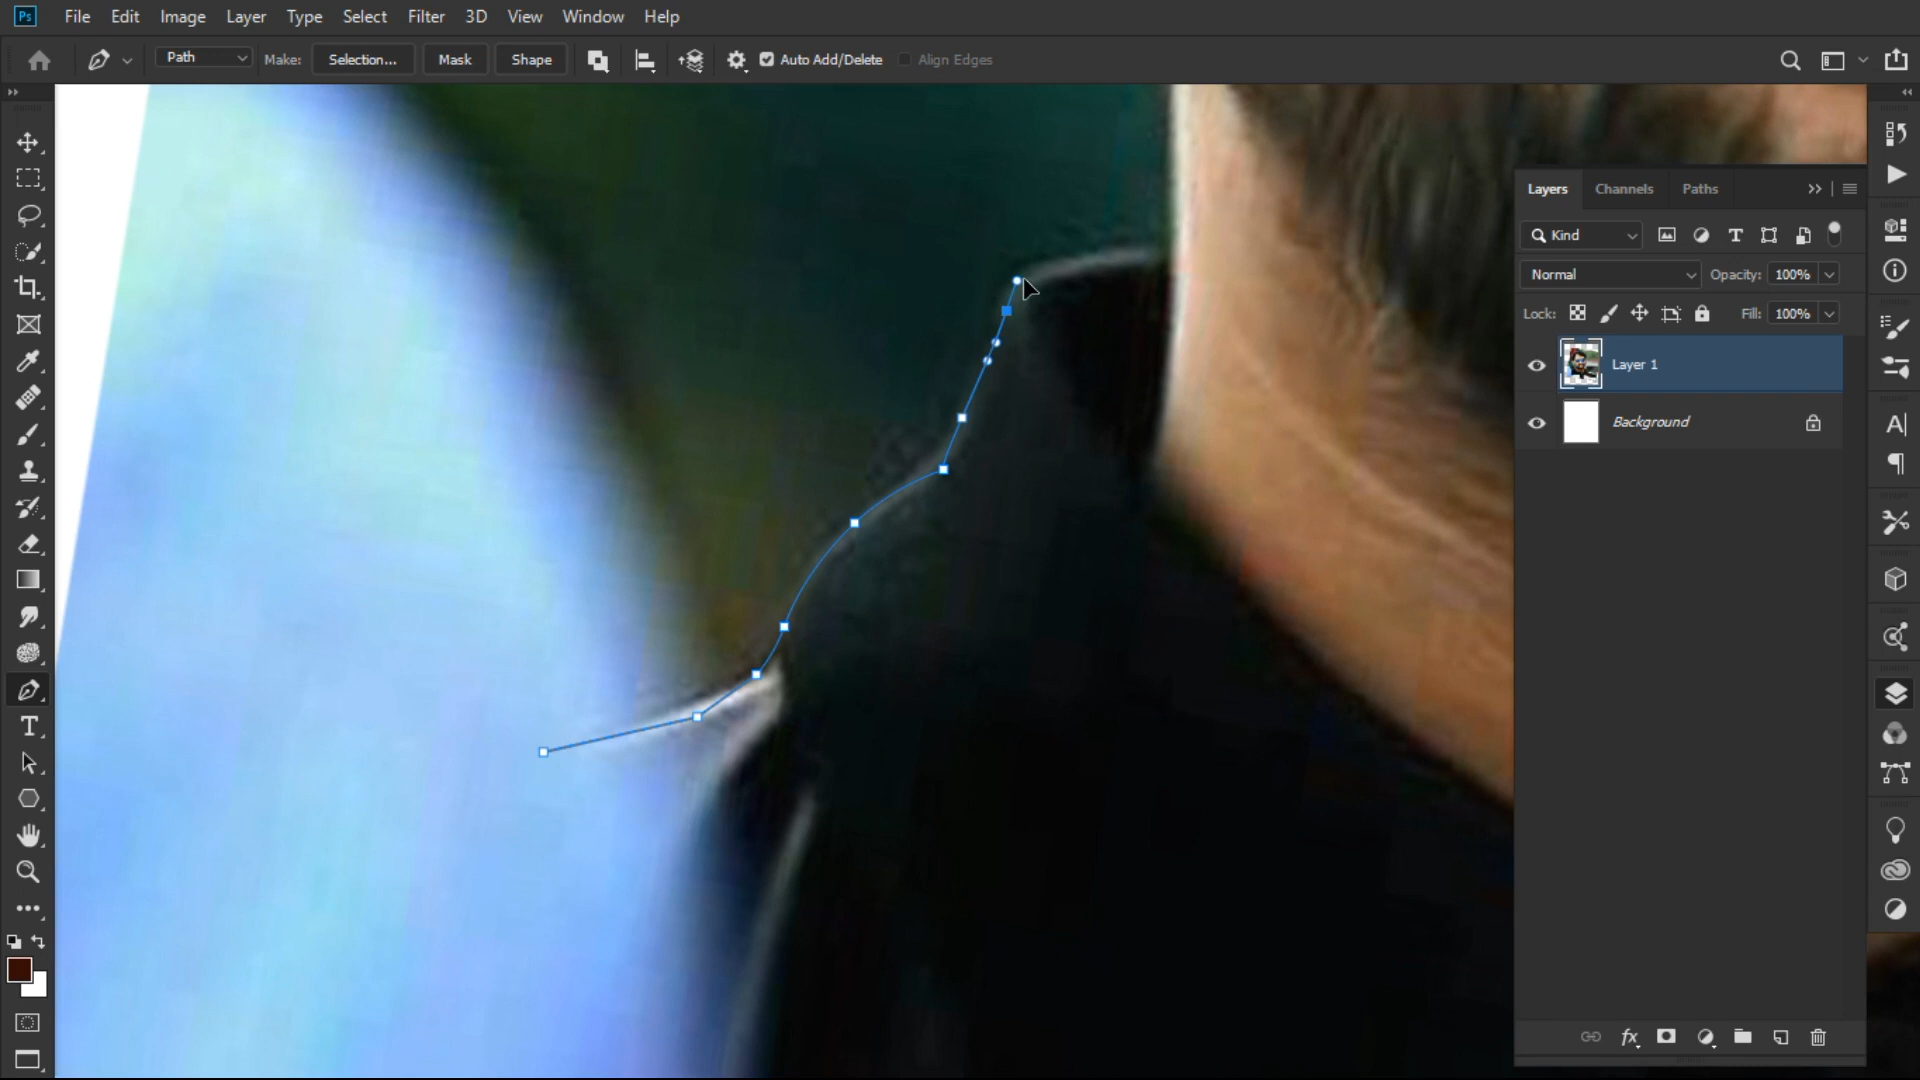 Ps File Edit Image Layer Type Select Filter 3D View Window Help
Path Make: Selection... Mask Shape Auto Add/Delete Align Edges
Layers Channels Paths
Kind
Normal Opacity: 100%
Lock: Fill: 100%
Layer 1
Background